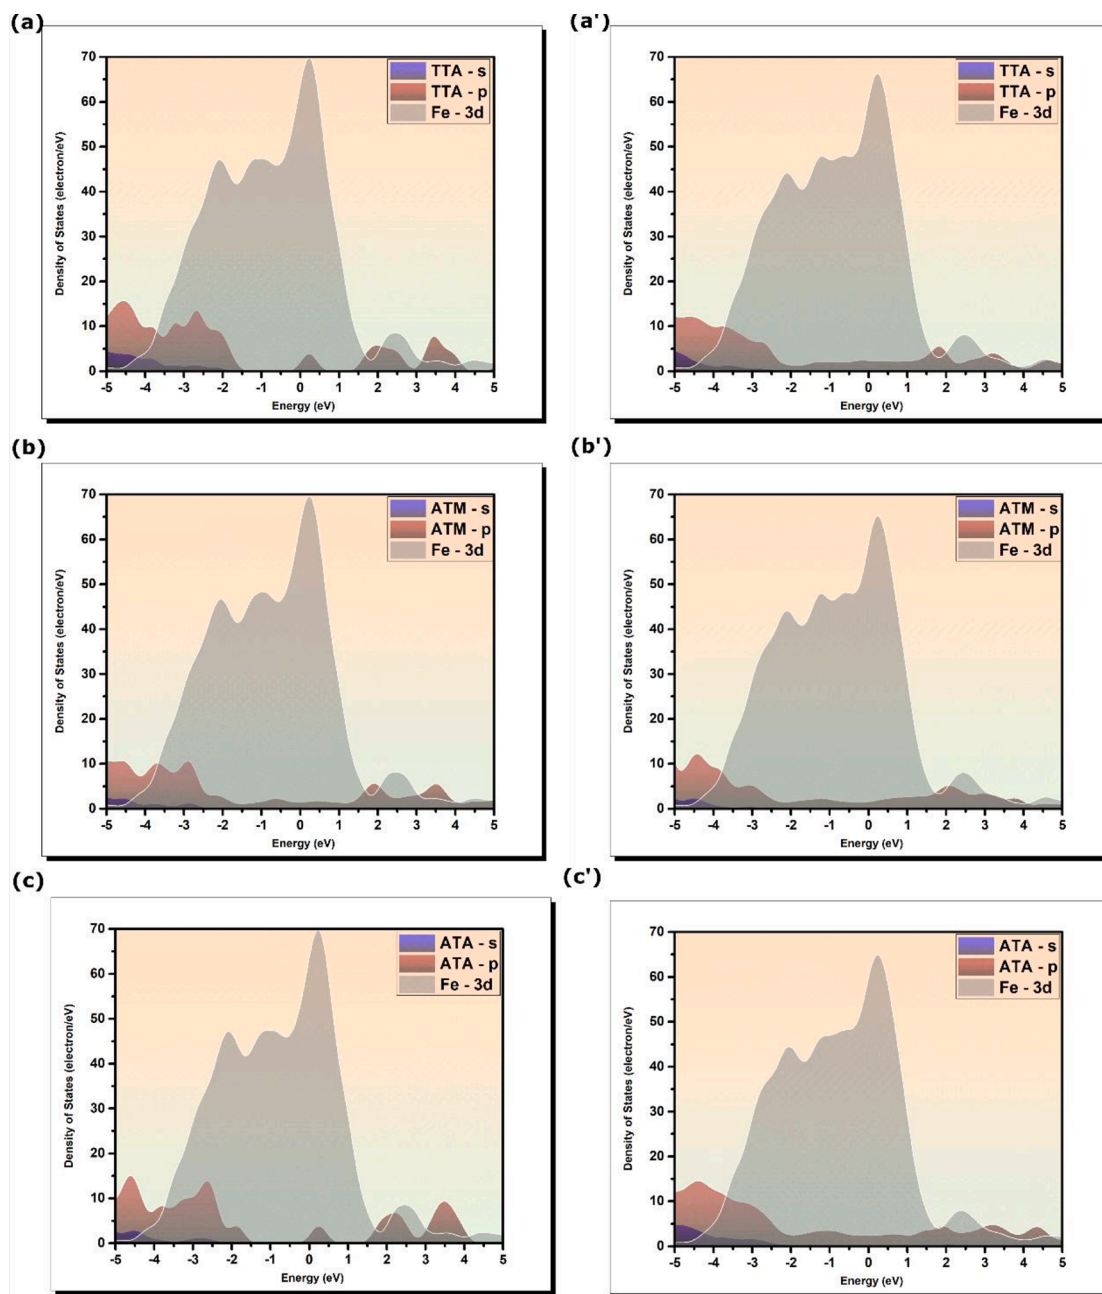 (a)
70
60
50
40
30
20
10
0
Density of States (electron/eV)
TTA - s
TTA - p
Fe - 3d
-5 -4 -3 -2 -1 0 1 2 3 4 5
Energy (eV)
(a')
70
60
50
40
30
20
10
0
Density of States (electron/eV)
TTA - s
TTA - p
Fe - 3d
-5 -4 -3 -2 -1 0 1 2 3 4 5
Energy (eV)
(b)
70
60
50
40
30
20
10
0
Density of States (electron/eV)
ATM - s
ATM - p
Fe - 3d
-5 -4 -3 -2 -1 0 1 2 3 4 5
Energy (eV)
(b')
70
60
50
40
30
20
10
0
Density of States (electron/eV)
ATM - s
ATM - p
Fe - 3d
-5 -4 -3 -2 -1 0 1 2 3 4 5
Energy (eV)
(c)
70
60
50
40
30
20
10
0
Density of States (electron/eV)
ATA - s
ATA - p
Fe - 3d
-5 -4 -3 -2 -1 0 1 2 3 4 5
Energy (eV)
(c')
70
60
50
40
30
20
10
0
Density of States (electron/eV)
ATA - s
ATA - p
Fe - 3d
-5 -4 -3 -2 -1 0 1 2 3 4 5
Energy (eV)